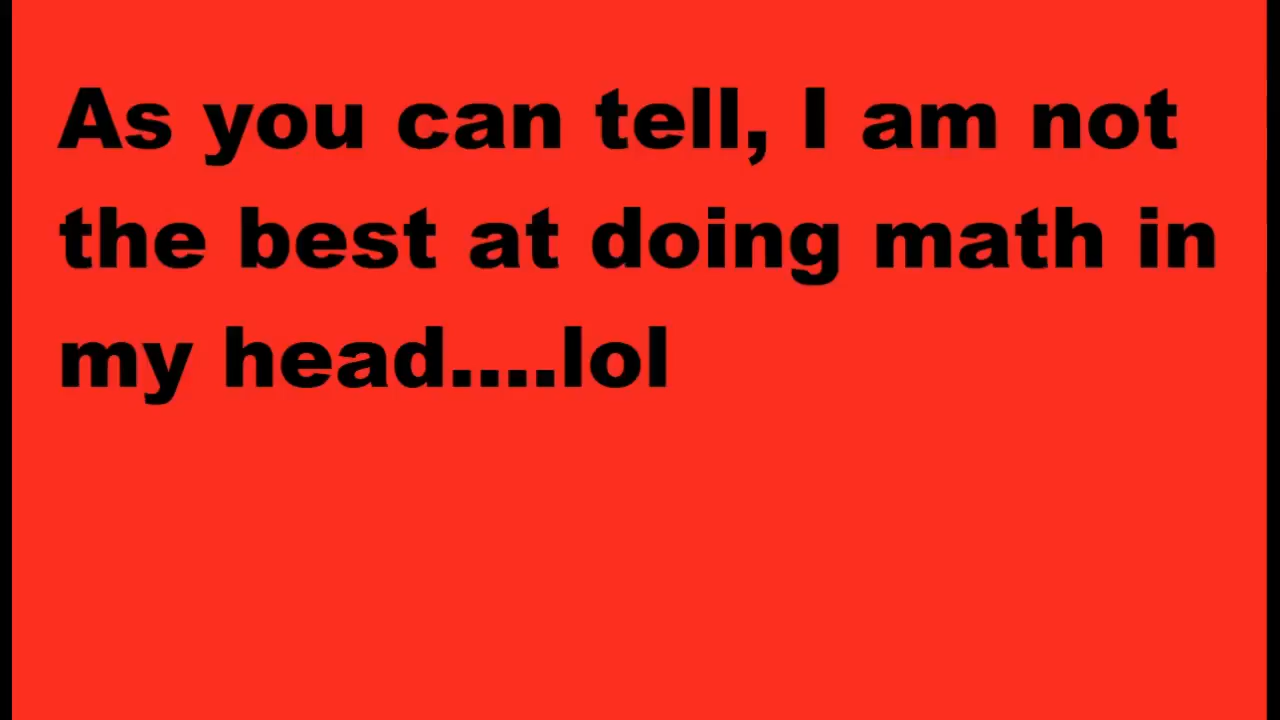 As you can tell, I am not
the best at doing math in
my head....lol